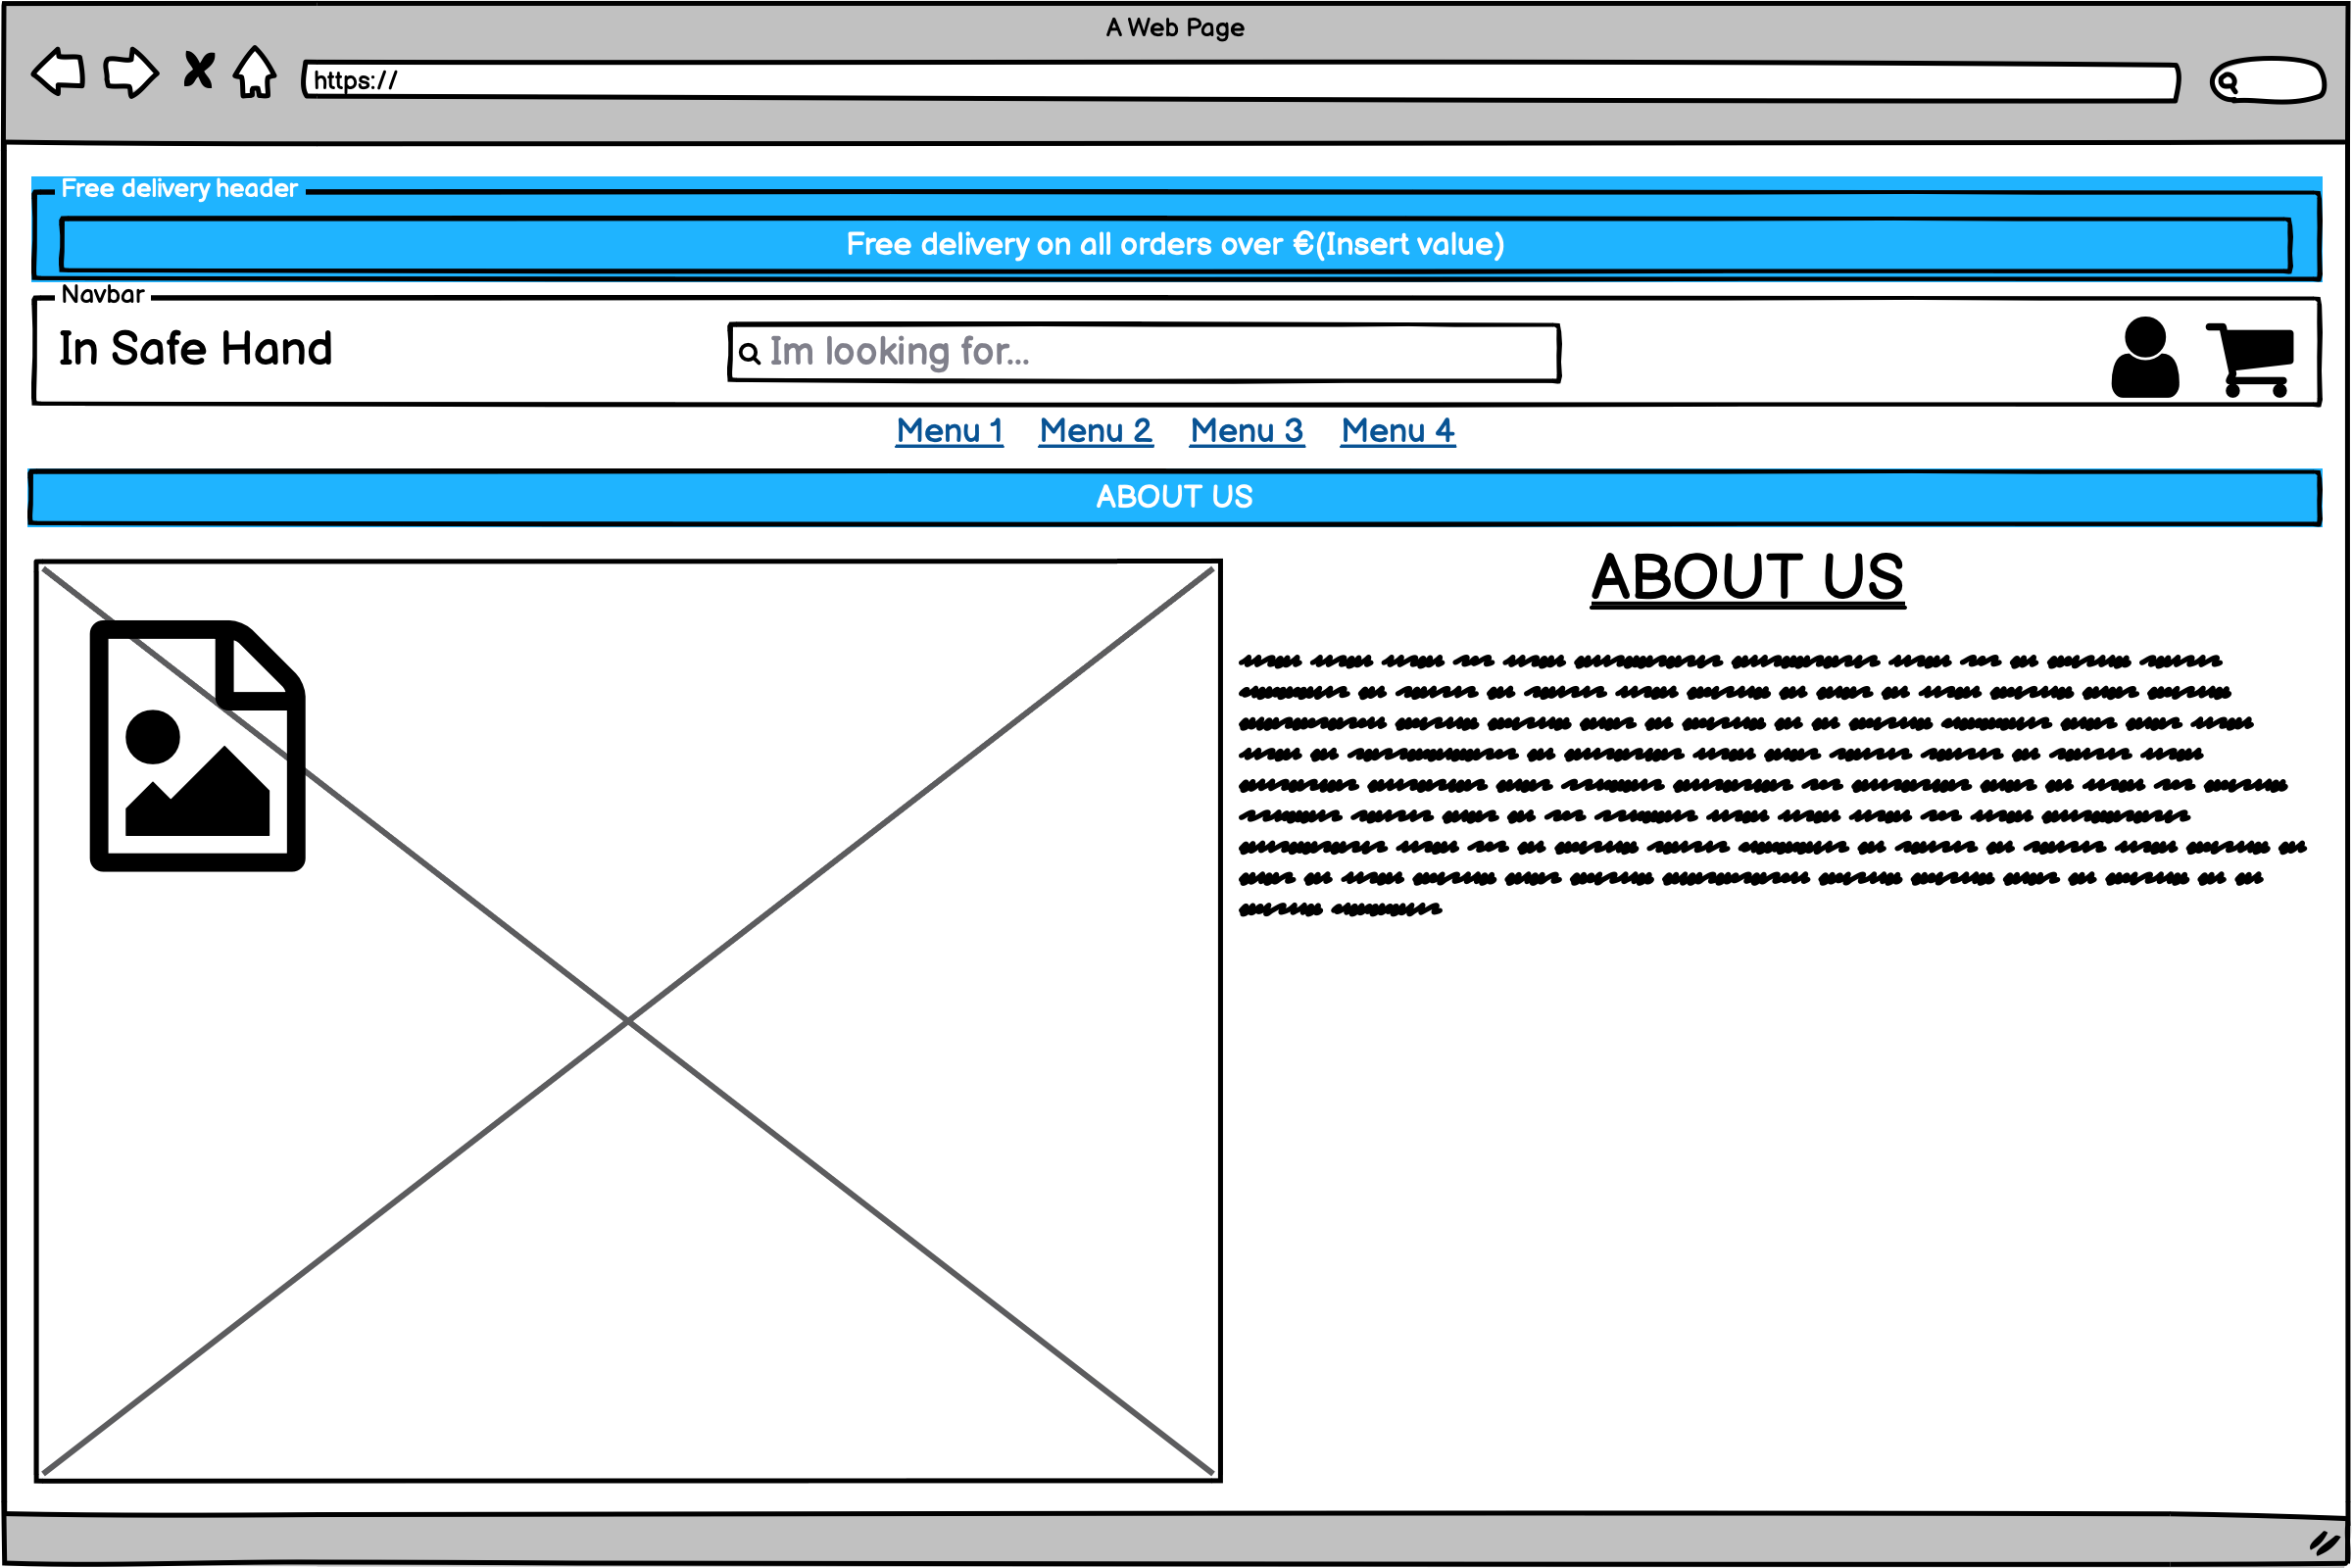 A Web Page
https://
Free delivery header
Free delivery on all orders over €(Insert value)
Navbar
In Safe Hand
Im looking for...
Menu 1 Menu 2 Menu 3 Menu 4
ABOUT US
ABOUT US